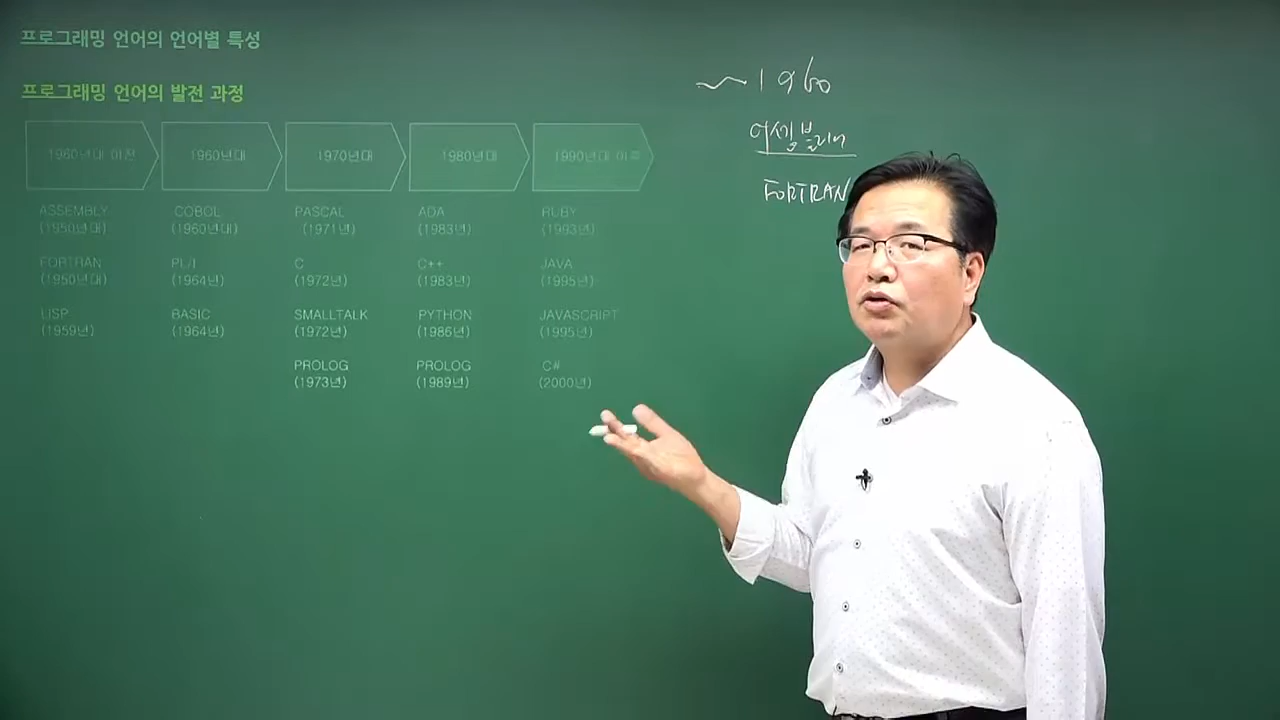 프로그래밍 언어의 언어별 특성
프로그래밍 언어의 발전 과정
1960년대 이전
1960년대
1970년대
1980년대
1990년대 이후
ASSEMBLY
(1950년대)
FORTRAN
(1950년대)
LISP
(1959년)
COBOL
(1960년대)
PL/I
(1964년)
BASIC
(1964년)
PASCAL
(1971년)
C
(1972년)
SMALLTALK
(1972년)
PROLOG
(1973년)
ADA
(1983년)
C++
(1983년)
PYTHON
(1986년)
PROLOG
(1989년)
RUBY
(1993년)
JAVA
(1995년)
JAVASCRIPT
(1995년)
C#
(2000년)
~1960
어셈블리어
FORTRAN